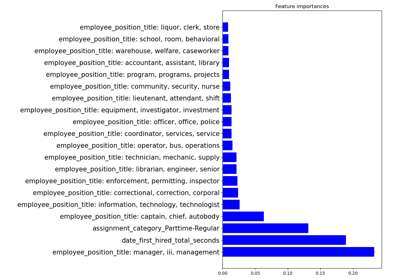 Feature importances
employee_position_title: liquor, clerk, store
employee_position_title: school, room, behavioral
employee_position_title: warehouse, welfare, caseworker
employee_position_title: accountant, assistant, library
employee_position_title: program, programs, projects
employee_position_title: community, security, nurse
employee_position_title: lieutenant, attendant, shift
employee_position_title: equipment, investigator, investment
employee_position_title: officer, office, police
employee_position_title: coordinator, services, service
employee_position_title: operator, bus, operations
employee_position_title: technician, mechanic, supply
employee_position_title: librarian, engineer, senior
employee_position_title: enforcement, permitting, inspector
employee_position_title: correctional, correction, corporal
employee_position_title: information, technology, technologist
employee_position_title: captain, chief, autobody
assignment_category_Parttime-Regular
date_first_hired_total_seconds
employee_position_title: manager, iii, management
0.00 0.05 0.10 0.15 0.20